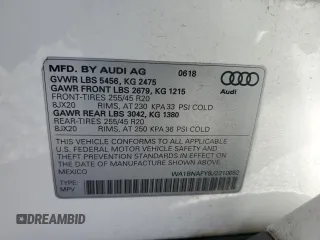 MFD. BY AUDI AG 0618
GVWR LBS 5456, KG 2475
GAWR FRONT LBS 2679, KG 1215
FRONT-TIRES 255/45 R20
8JX20 RIMS, AT 230 KPA 33 PSI COLD
GAWR REAR LBS 3042, KG 1380
REAR-TIRES 255/45 R20
8JX20 RIMS, AT 250 KPA 36 PSI COLD
THIS VEHICLE CONFORMS TO ALL APPLICABLE
U.S. FEDERAL MOTOR VEHICLE SAFETY AND
THEFT PREVENTION STANDARDS IN EFFECT ON THE
DATE OF MANUFACTURE SHOWN ABOVE.
MEXICO
TYPE:
MPV
Audi
DREAMBID